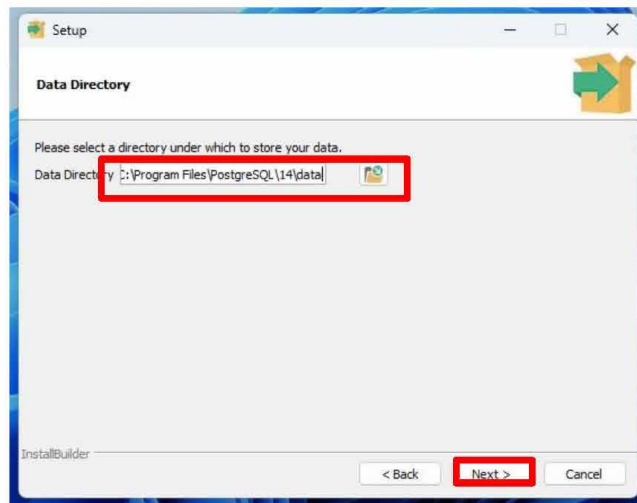 Setup
Data Directory
Please select a directory under which to store your data.
Data Directory :\Program Files\PostgreSQL\14\data
InstallBuilder
< Back Next > Cancel